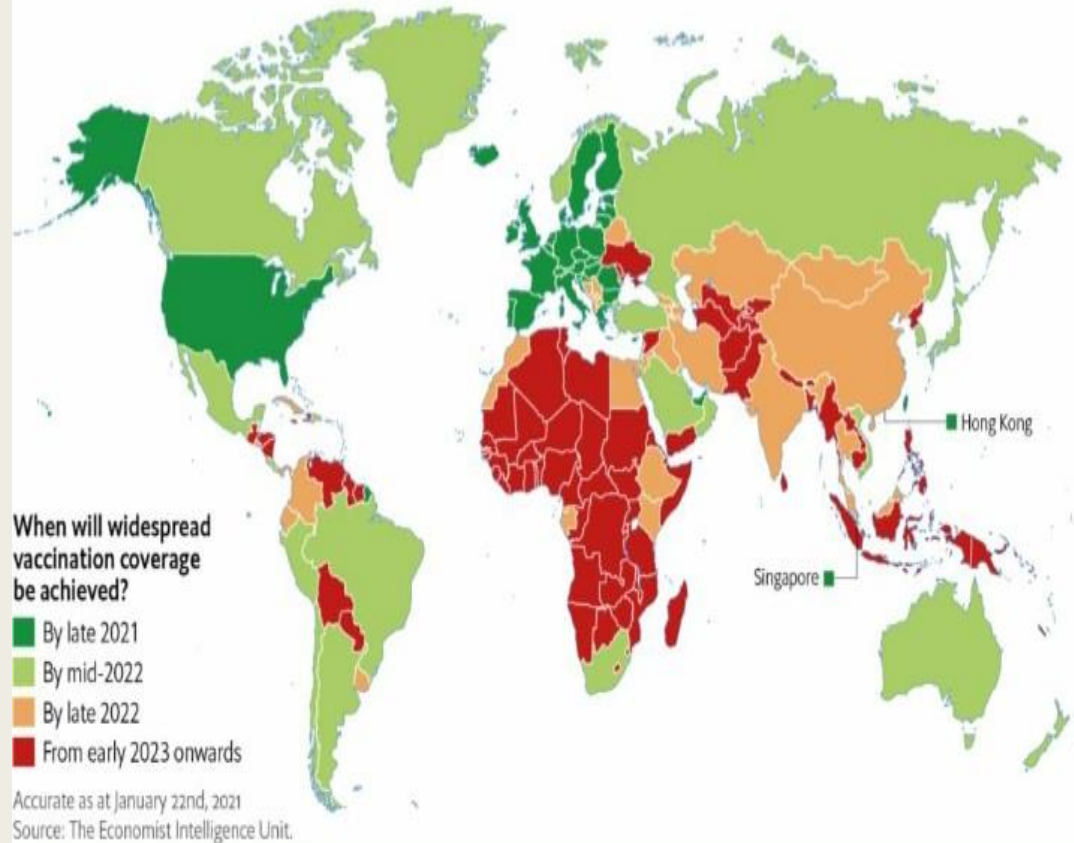 Hong Kong
Singapore
When will widespread
vaccination coverage
be achieved?
By late 2021
By mid-2022
By late 2022
From early 2023 onwards
Accurate as at January 22nd, 2021
Source: The Economist Intelligence Unit.